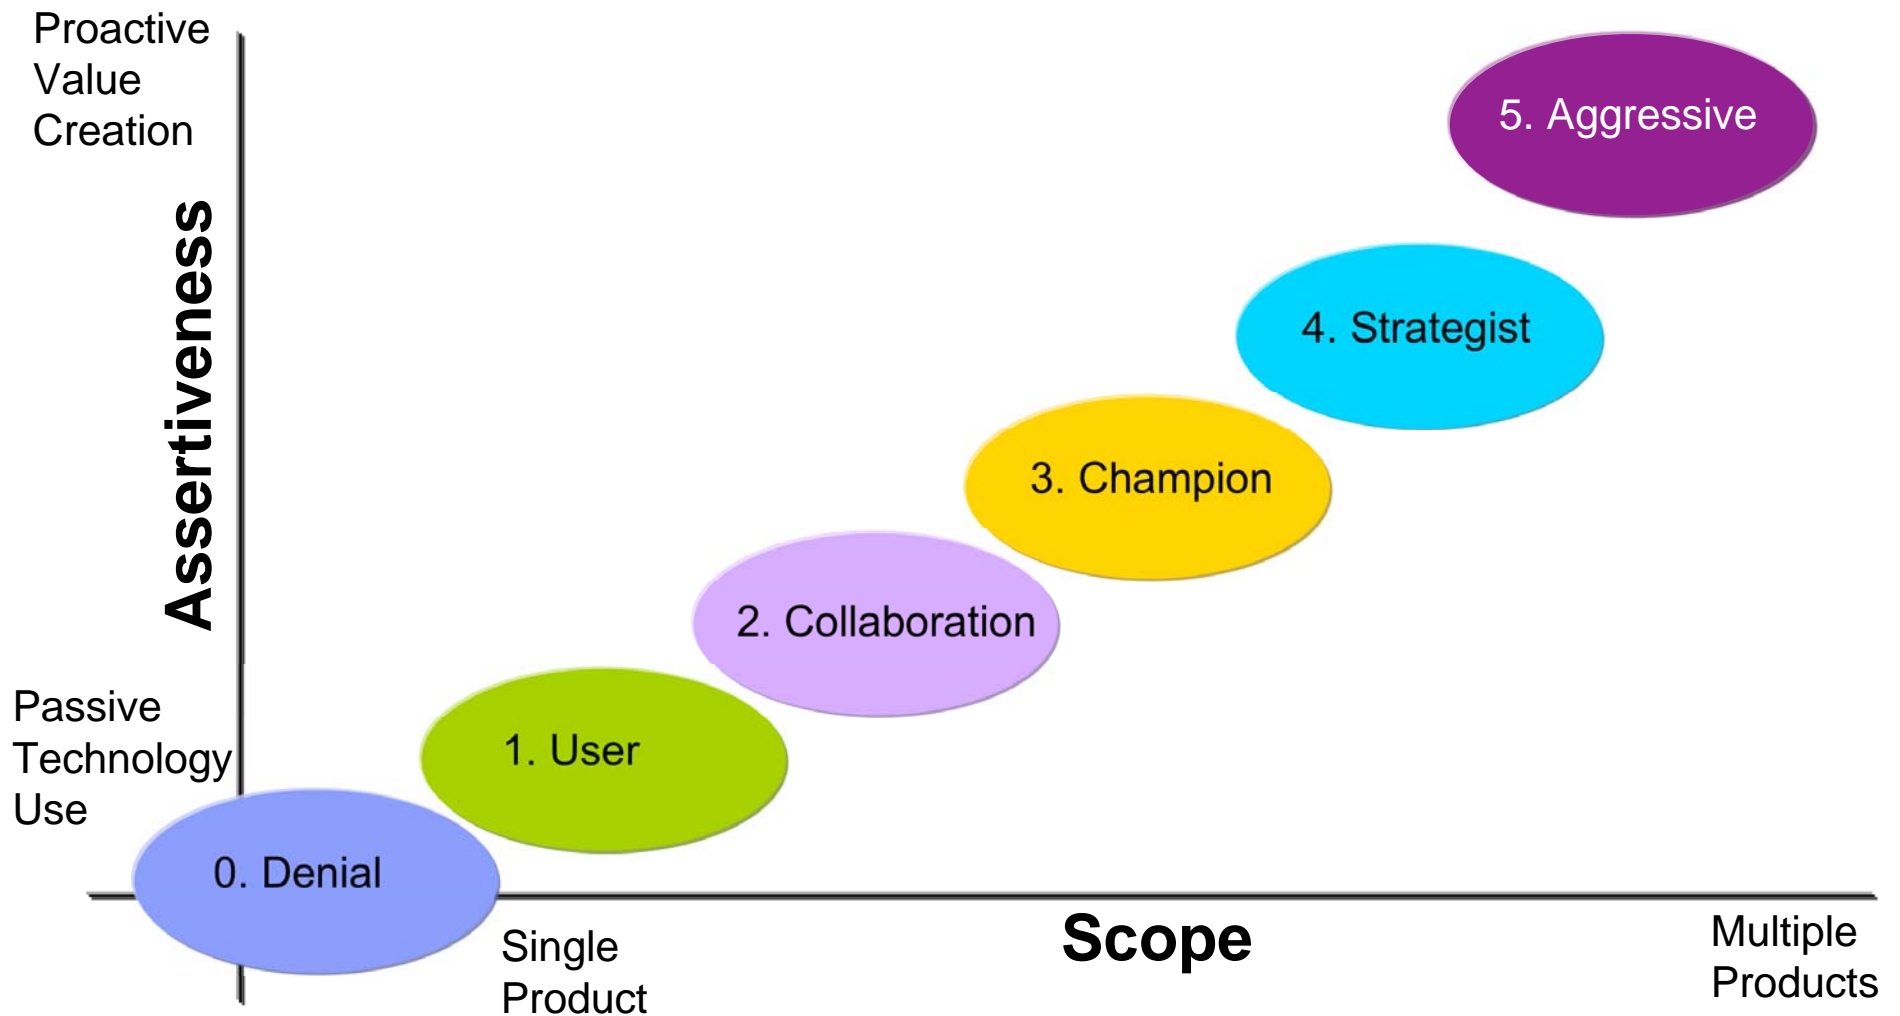 Proactive
Value
Creation
5. Aggressive
Assertiveness
4. Strategist
3. Champion
2. Collaboration
Passive
Technology
Use
1. User
0. Denial
Single
Product
Scope
Multiple
Products